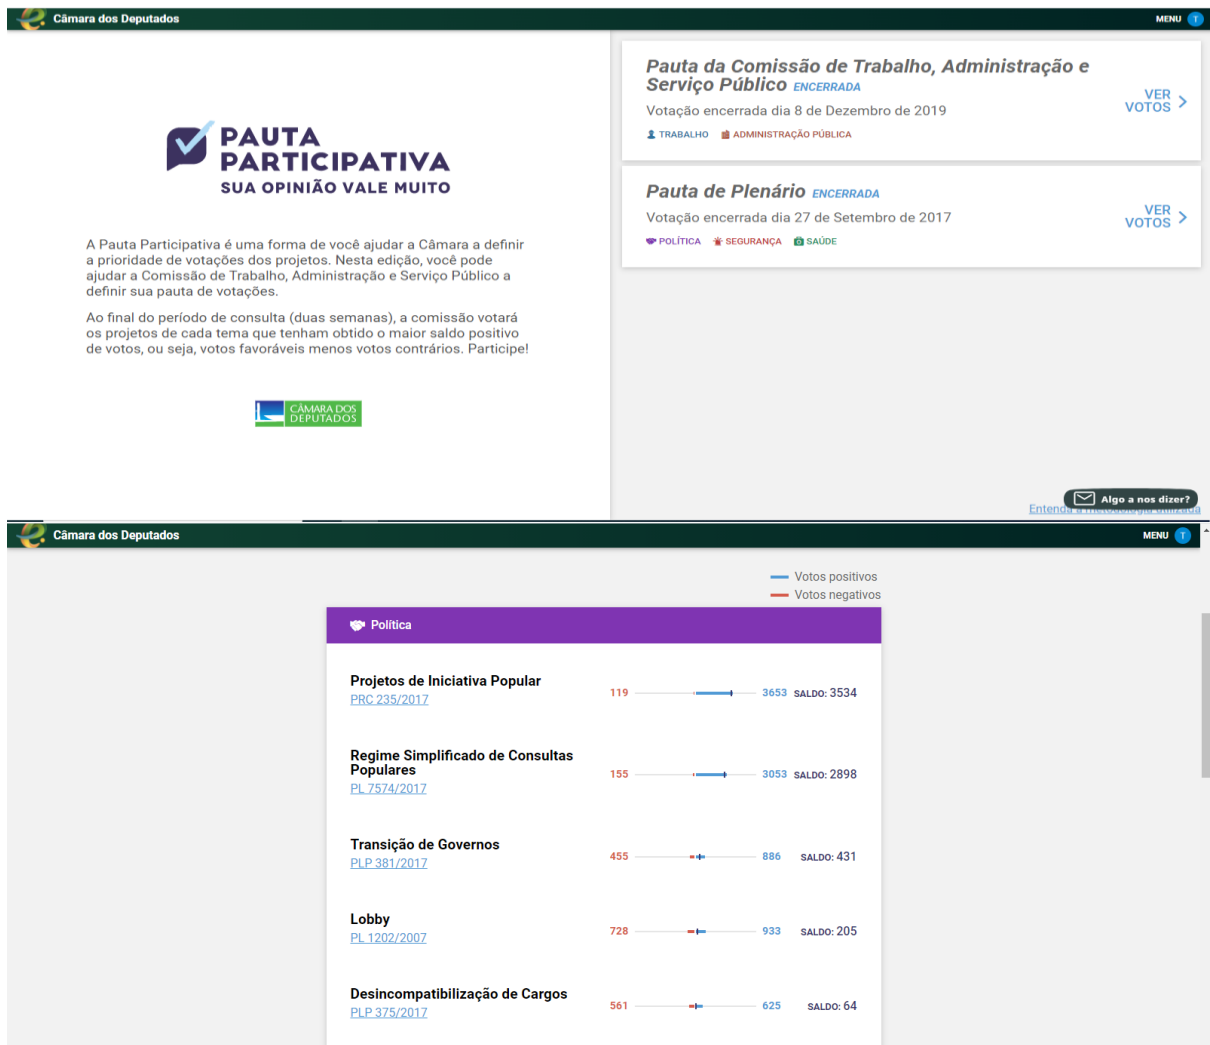 Câmara dos Deputados
MENU T
PAUTA
PARTICIPATIVA
SUA OPINIÃO VALE MUITO
A Pauta Participativa é uma forma de você ajudar a Câmara a definir
a prioridade de votações dos projetos. Nesta edição, você pode
ajudar a Comissão de Trabalho, Administração e Serviço Público a
definir sua pauta de votações.
Ao final do período de consulta (duas semanas), a comissão votará
os projetos de cada tema que tenham obtido o maior saldo positivo
de votos, ou seja, votos favoráveis menos votos contrários. Participe!
CÂMARA DOS
DEPUTADOS
Pauta da Comissão de Trabalho, Administração e
Serviço Público ENCERRADA
Votação encerrada dia 8 de Dezembro de 2019
TRABALHO ADMINISTRAÇÃO PÚBLICA
VER
VOTOS
Pauta de Plenário ENCERRADA
Votação encerrada dia 27 de Setembro de 2017
POLÍTICA SEGURANÇA SAÚDE
VER
VOTOS
Algo a nos dizer?
Câmara dos Deputados
MENU T
Votos positivos
Votos negativos
Política
Projetos de Iniciativa Popular
PRC 235/2017
119 3653 SALDO: 3534
Regime Simplificado de Consultas
Populares
PL 7574/2017
155 3053 SALDO: 2898
Transição de Governos
PLP 381/2017
455 886 SALDO: 431
Lobby
PL 1202/2007
728 933 SALDO: 205
Desincompatibilização de Cargos
PLP 375/2017
561 625 SALDO: 64